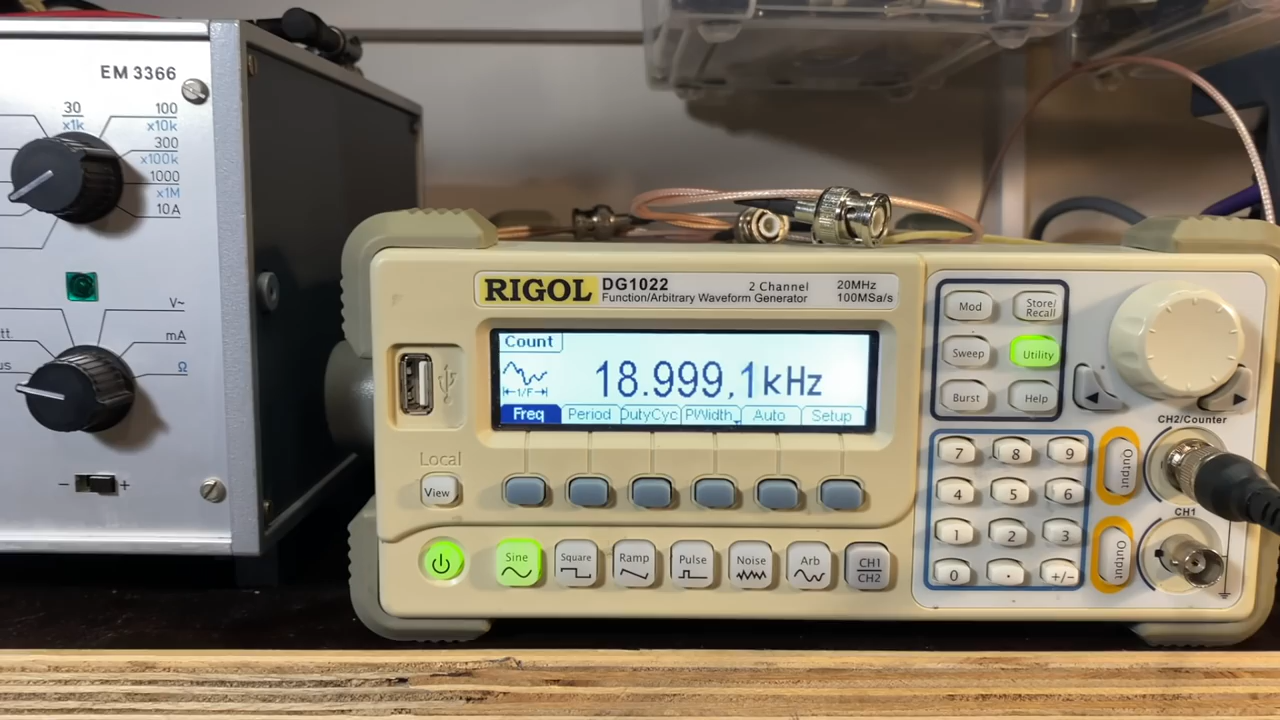 EM 3366
30
x1k
100
x10k
300
x100k
1000
x1M
10A
V~
mA
Ω
- +
RIGOL DG1022 2 Channel 20MHz
Function/Arbitrary Waveform Generator 100MSa/s
Count
18.999,1kHz
←1/F→
Freq Period DutyCyc PWidth Auto Setup
Local
View
Sine Square Ramp Pulse Noise Arb CH1
CH2
Mod Store/
Recall
Sweep Utility
Burst Help
7 8 9
4 5 6
1 2 3
0 . +/-
Output
Output
CH2/Counter
CH1